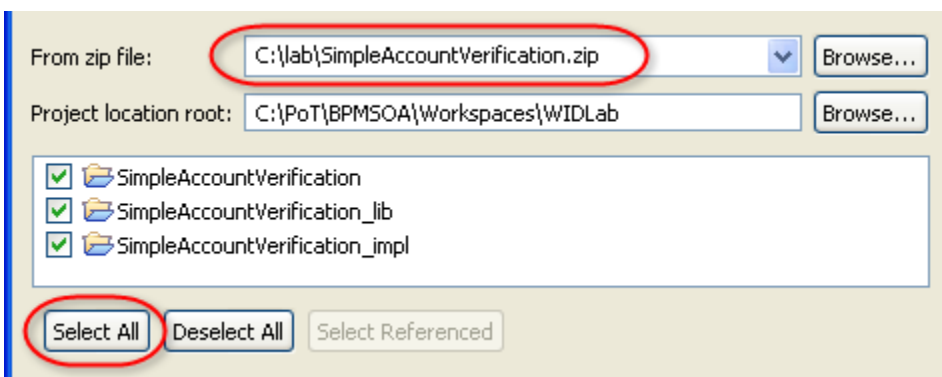 From zip file: C:\lab\SimpleAccountVerification.zip Browse...
Project location root: C:\PoT\BPMSOA\Workspaces\WIDLab Browse...
SimpleAccountVerification
SimpleAccountVerification_lib
SimpleAccountVerification_impl
Select All Deselect All Select Referenced